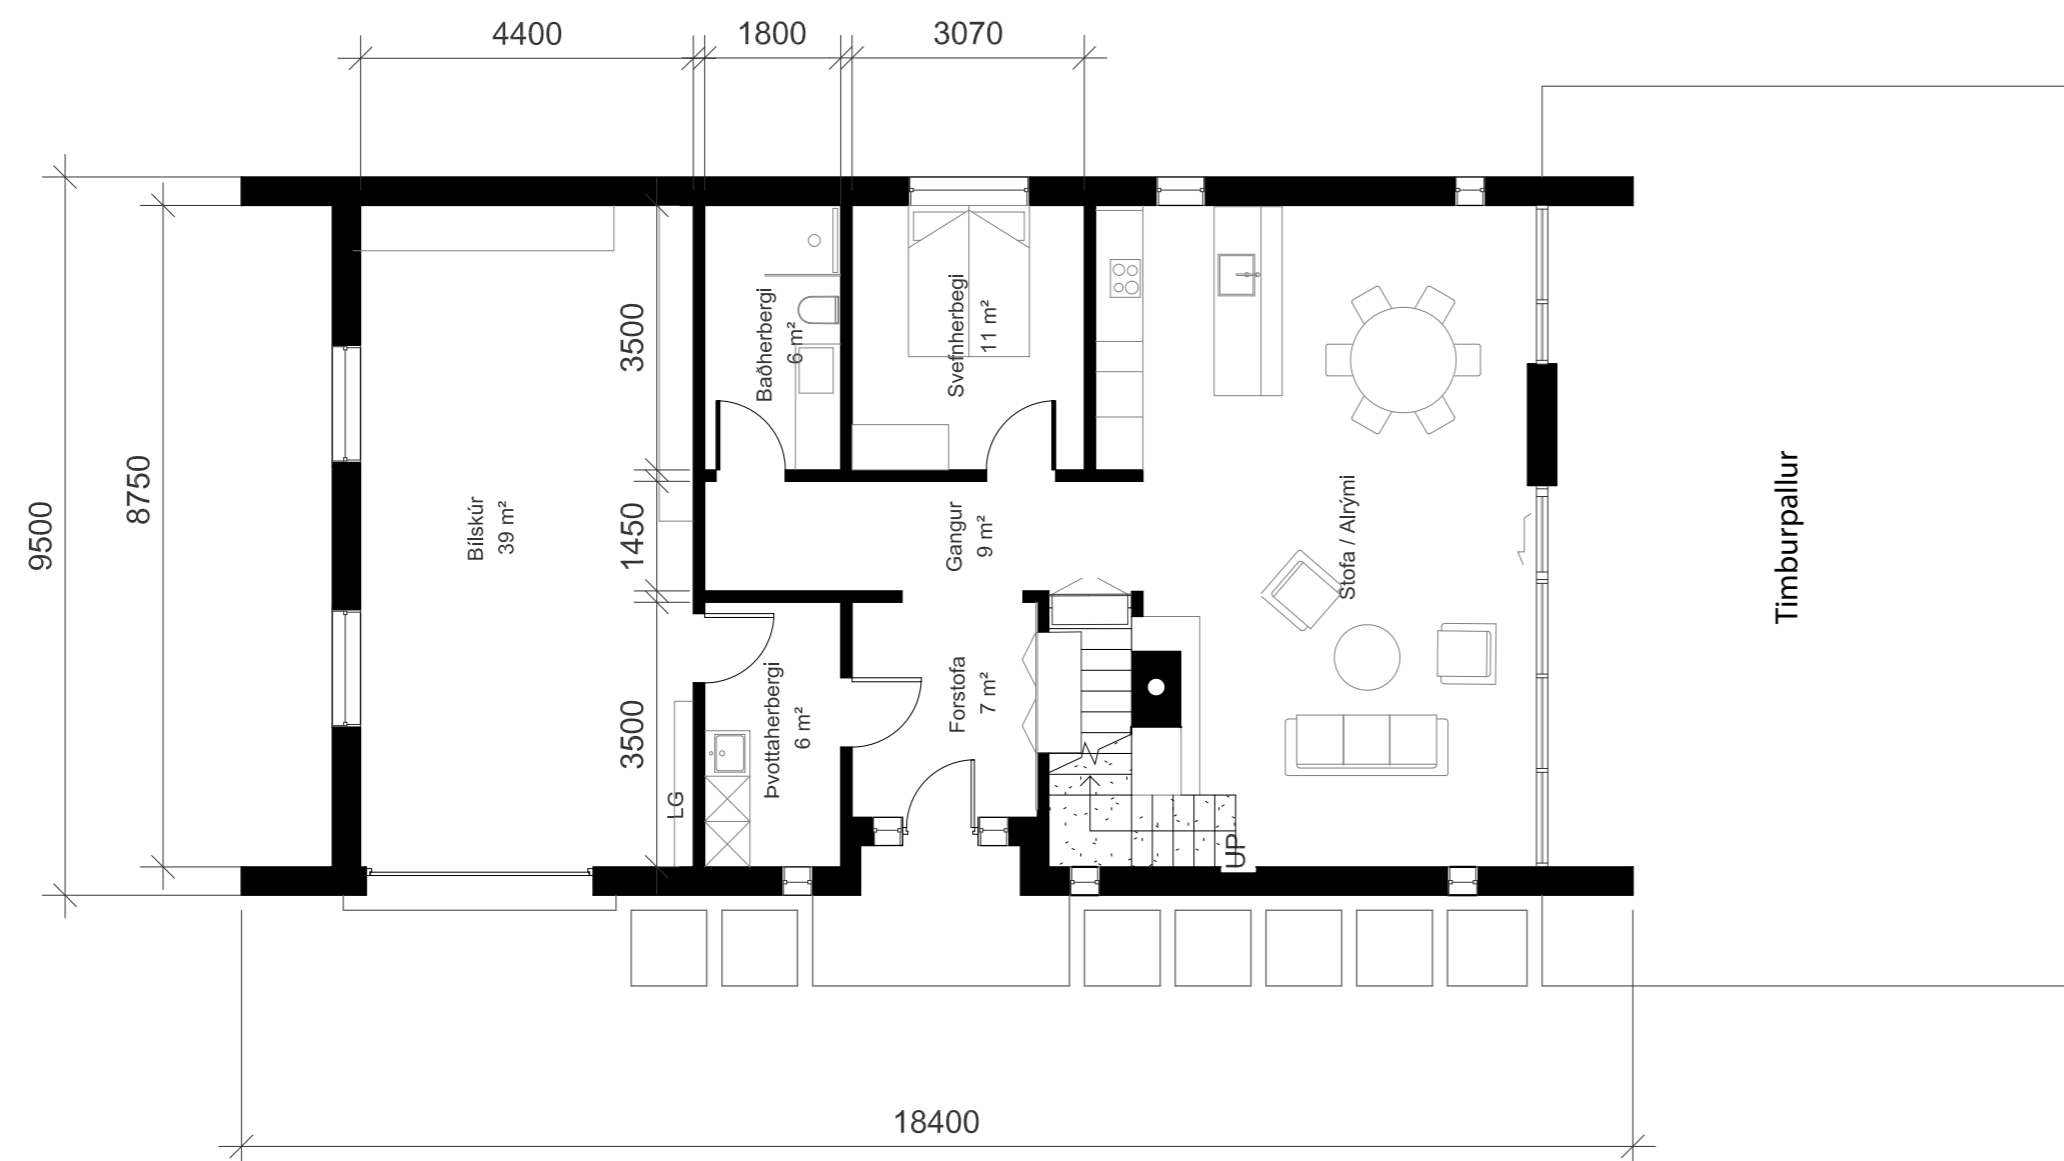 4400
1800
3070
9500
8750
3500
1450
3500
Bílskúr
39 m²
Baðherbergi
6 m²
Svefnherbegi
11 m²
Gangur
9 m²
Stofa / Alrými
Timburpallur
Þvottaherbergi
6 m²
Forstofa
7 m²
LG
UP
18400